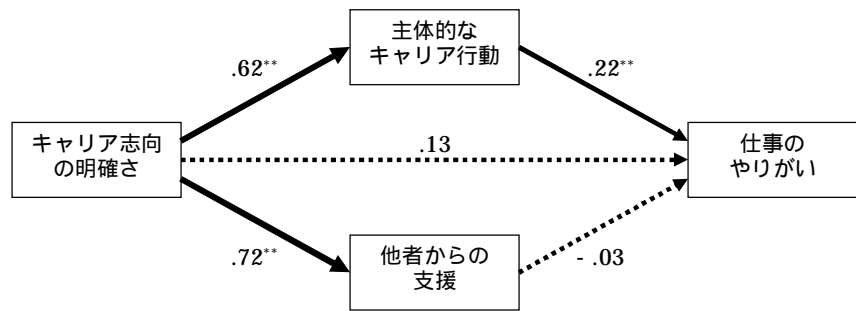 主体的な
キャリア行動
.62**
.22**
キャリア志向
の明確さ
.13
仕事の
やりがい
.72**
他者からの
支援
- .03